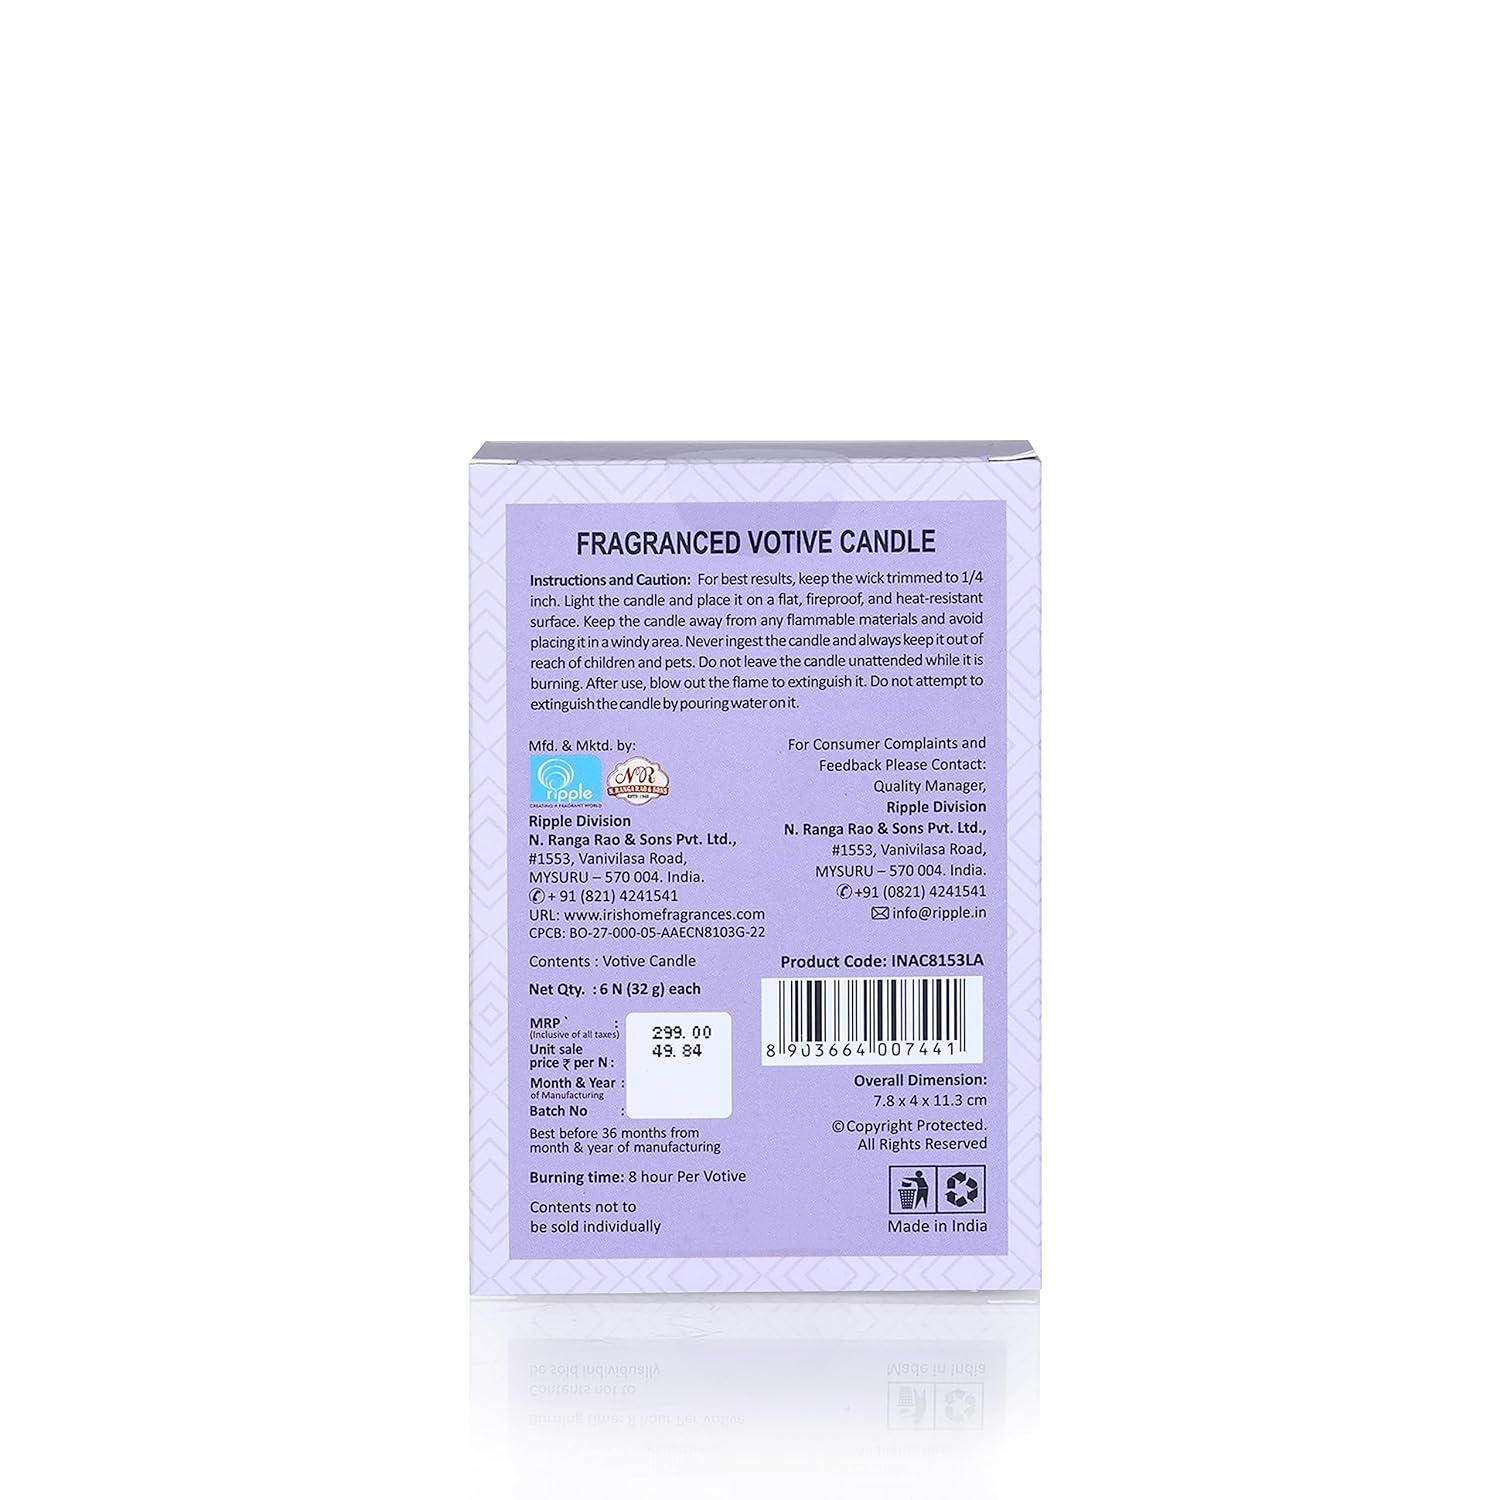 FRAGRANCED VOTIVE CANDLE
Instructions and Caution: For best results, keep the wick trimmed to 1/4
inch. Light the candle and place it on a flat, fireproof, and heat-resistant
surface. Keep the candle away from any flammable materials and avoid
placing it in a windy area. Never ingest the candle and always keep it out of
reach of children and pets. Do not leave the candle unattended while it is
burning. After use, blow out the flame to extinguish it. Do not attempt to
extinguish the candle by pouring water on it.
Mfd. & Mktd. by:
ripple
CREATING A FRAGRANT WORLD
NR
N. RANGA RAO & SONS
ESTD 1948
Ripple Division
N. Ranga Rao & Sons Pvt. Ltd.,
#1553, Vanivilasa Road,
MYSURU – 570 004. India.
✆+ 91 (821) 4241541
URL: www.irishomefragrances.com
CPCB: BO-27-000-05-AAECN8103G-22
For Consumer Complaints and
Feedback Please Contact:
Quality Manager,
Ripple Division
N. Ranga Rao & Sons Pvt. Ltd.,
#1553, Vanivilasa Road,
MYSURU – 570 004. India.
✆+91 (0821) 4241541
✉ info@ripple.in
Contents : Votive Candle
Net Qty. : 6 N (32 g) each
MRP ` :
(Inclusive of all taxes)
299.00
Unit sale
price ₹ per N :
49.84
Month & Year :
of Manufacturing
Batch No :
Best before 36 months from
month & year of manufacturing
Burning time: 8 hour Per Votive
Contents not to
be sold individually
Product Code: INAC8153LA
8 903664 007441
Overall Dimension:
7.8 x 4 x 11.3 cm
©Copyright Protected.
All Rights Reserved
Made in India